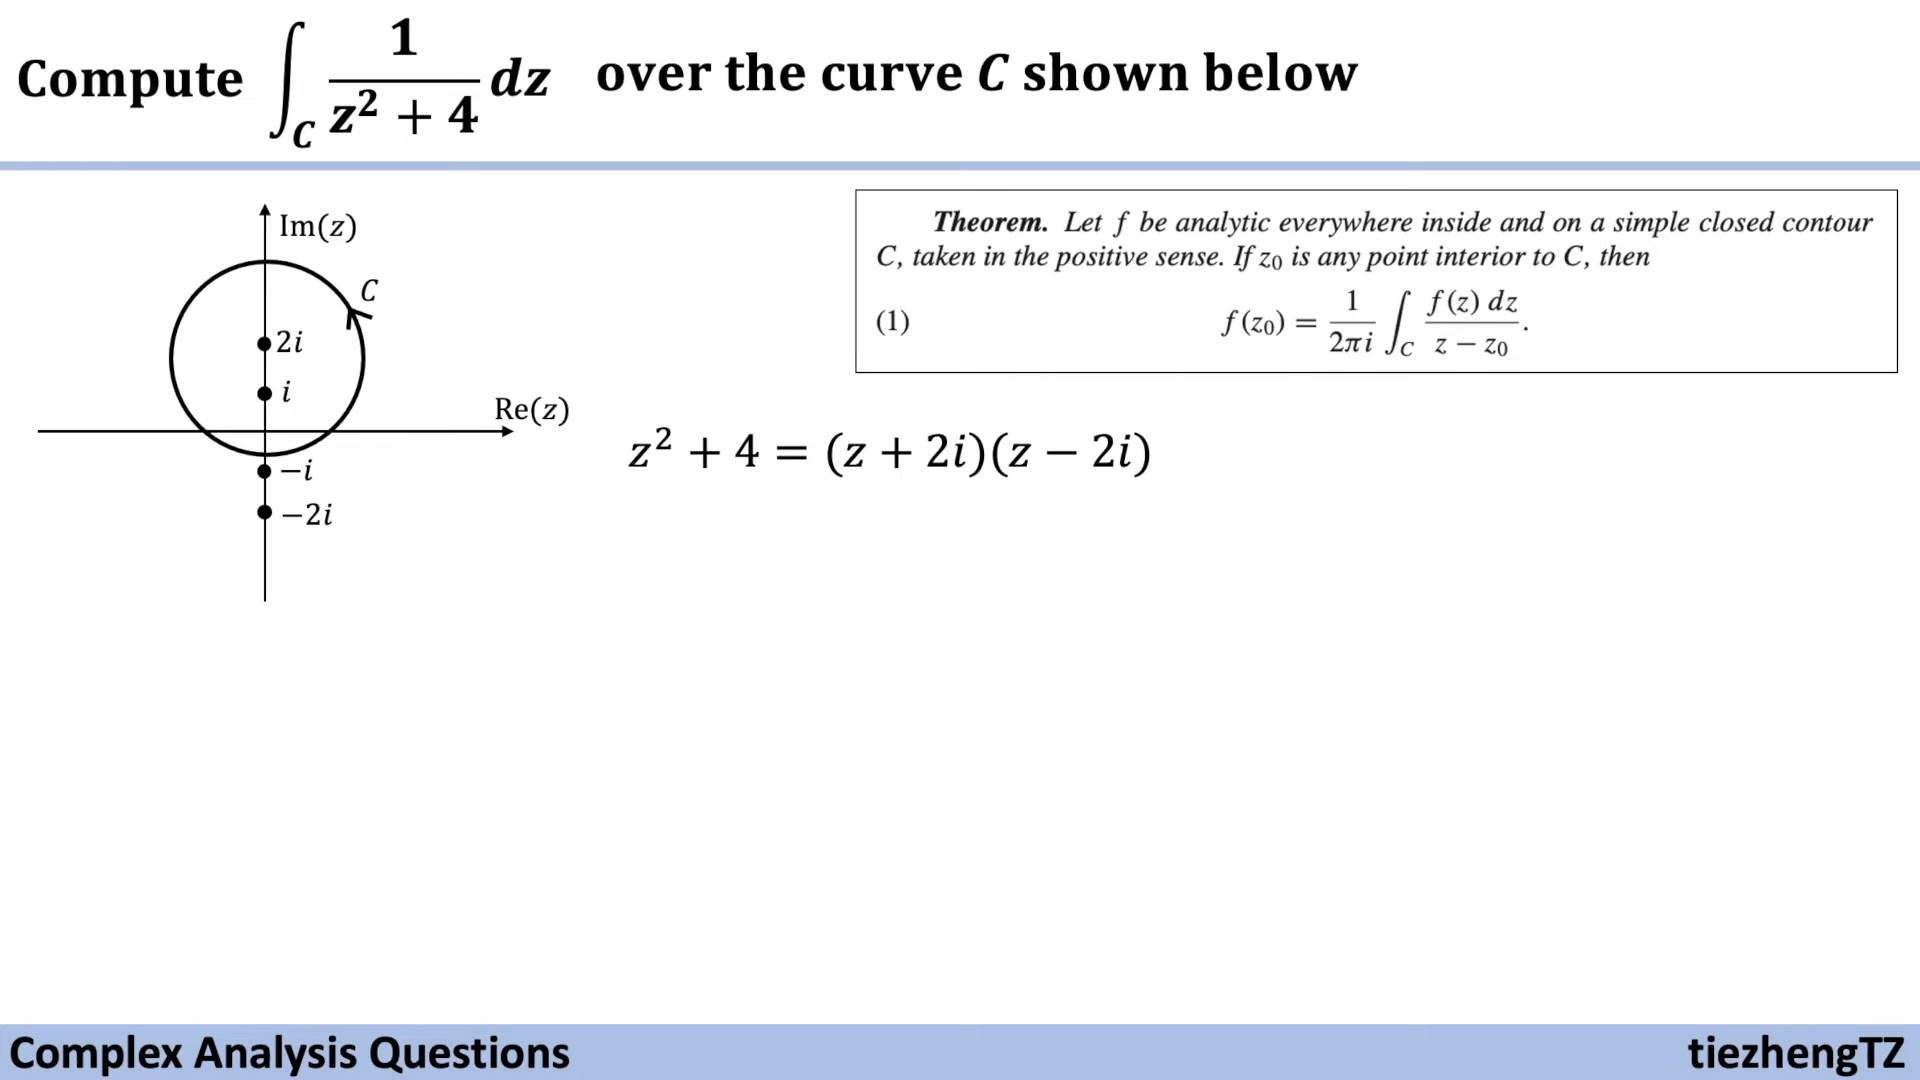 Compute ∫_C 1/(z² + 4) dz over the curve C shown below
Im(z)
C
2i
i
Re(z)
−i
−2i
Theorem. Let f be analytic everywhere inside and on a simple closed contour
C, taken in the positive sense. If z₀ is any point interior to C, then
(1) f(z₀) = 1/(2πi) ∫_C f(z) dz/(z − z₀).
z² + 4 = (z + 2i)(z − 2i)
Complex Analysis Questions
tiezhengTZ